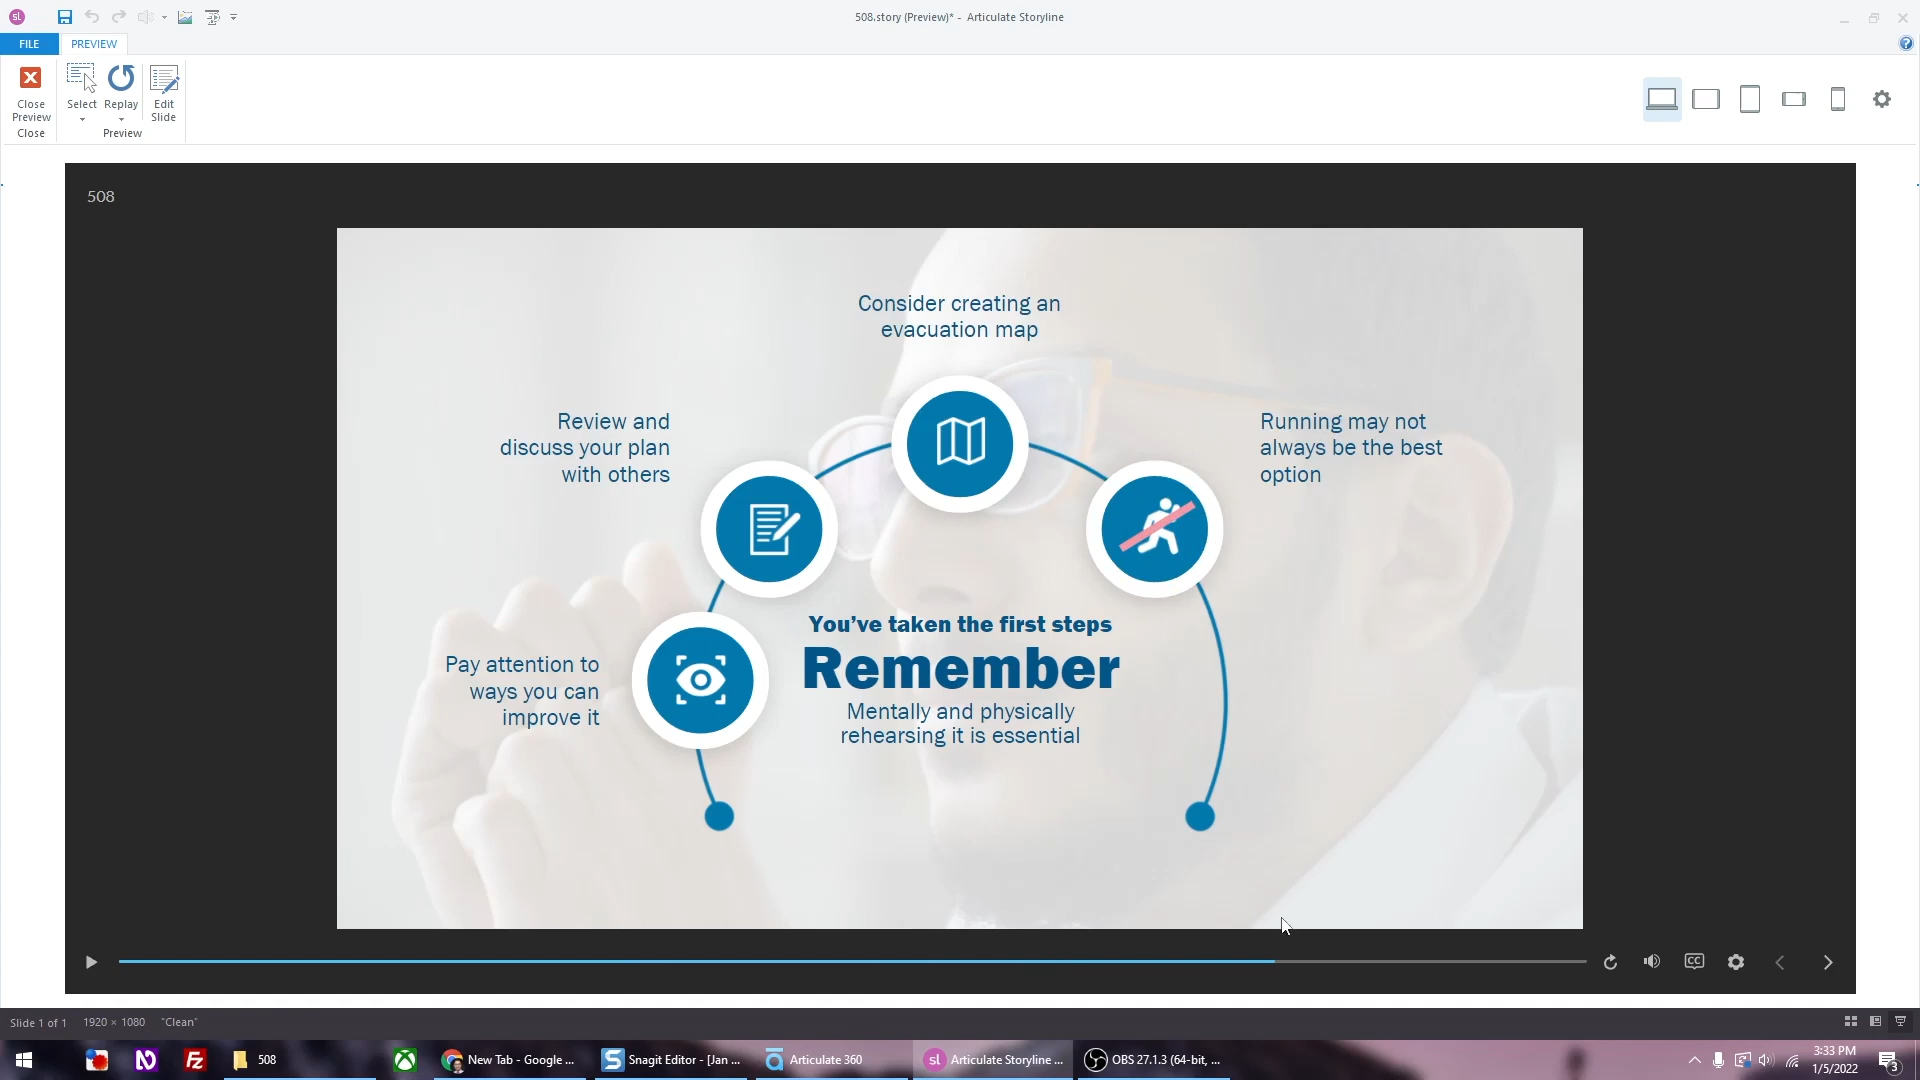 508.story (Preview)* - Articulate Storyline
FILE
PREVIEW
Close
Preview
Select
Replay
Edit
Slide
Close
Preview
508
Consider creating an
evacuation map
Review and
discuss your plan
with others
Running may not
always be the best
option
Pay attention to
ways you can
improve it
You've taken the first steps
Remember
Mentally and physically
rehearsing it is essential
CC
Slide 1 of 1 1920 × 1080 "Clean"
508
New Tab - Google ...
Snagit Editor - [Jan ...
Articulate 360
sl Articulate Storyline ...
OBS 27.1.3 (64-bit, ...
3:33 PM
1/5/2022
3